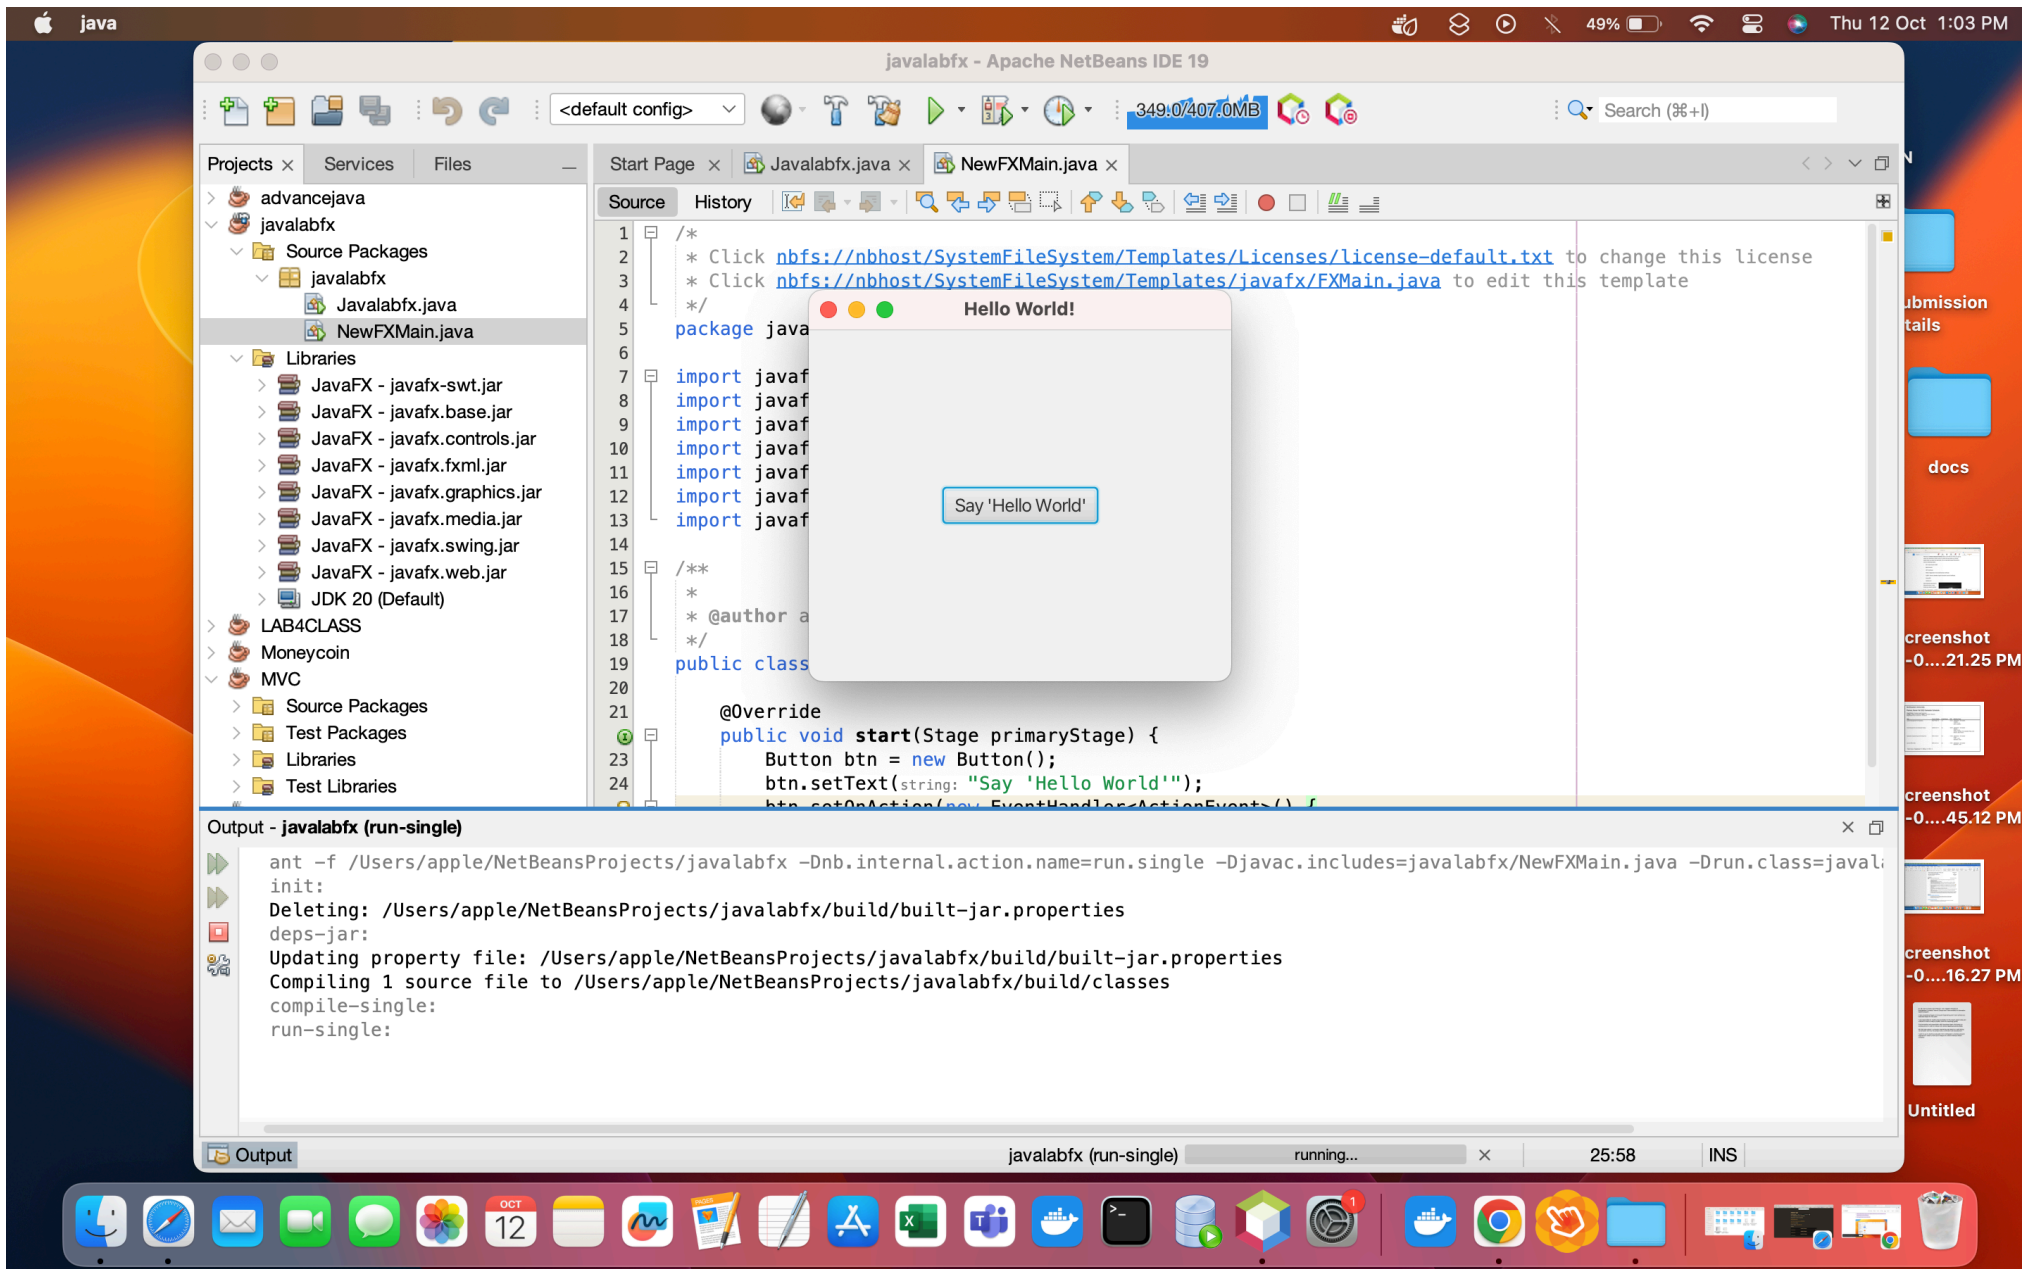 java
49%
Thu 12 Oct 1:03 PM
javalabfx - Apache NetBeans IDE 19
<default config>
349.0/407.0MB
Search (⌘+I)
Projects
Services
Files
advancejava
javalabfx
Source Packages
javalabfx
Javalabfx.java
NewFXMain.java
Libraries
JavaFX - javafx-swt.jar
JavaFX - javafx.base.jar
JavaFX - javafx.controls.jar
JavaFX - javafx.fxml.jar
JavaFX - javafx.graphics.jar
JavaFX - javafx.media.jar
JavaFX - javafx.swing.jar
JavaFX - javafx.web.jar
JDK 20 (Default)
LAB4CLASS
Moneycoin
MVC
Source Packages
Test Packages
Libraries
Test Libraries
Start Page
Javalabfx.java
NewFXMain.java
Source
History
1 /*
2 * Click nbfs://nbhost/SystemFileSystem/Templates/Licenses/license-default.txt to change this license
3 * Click nbfs://nbhost/SystemFileSystem/Templates/javafx/FXMain.java to edit this template
4 */
5 package java
6
7 import javaf
8 import javaf
9 import javaf
10 import javaf
11 import javaf
12 import javaf
13 import javaf
14
15 /**
16 *
17 * @author a
18 */
19 public class
20
21 @Override
public void start(Stage primaryStage) {
23 Button btn = new Button();
24 btn.setText(string: "Say 'Hello World'");
btn.setOnAction(new EventHandler<ActionEvent>() {
Hello World!
Say 'Hello World'
Output - javalabfx (run-single)
ant -f /Users/apple/NetBeansProjects/javalabfx -Dnb.internal.action.name=run.single -Djavac.includes=javalabfx/NewFXMain.java -Drun.class=javala
init:
Deleting: /Users/apple/NetBeansProjects/javalabfx/build/built-jar.properties
deps-jar:
Updating property file: /Users/apple/NetBeansProjects/javalabfx/build/built-jar.properties
Compiling 1 source file to /Users/apple/NetBeansProjects/javalabfx/build/classes
compile-single:
run-single:
Output
javalabfx (run-single)
running...
25:58
INS
N
ubmission
tails
docs
creenshot
-0....21.25 PM
creenshot
-0....45.12 PM
creenshot
-0....16.27 PM
Untitled
OCT
12
PAGES
1